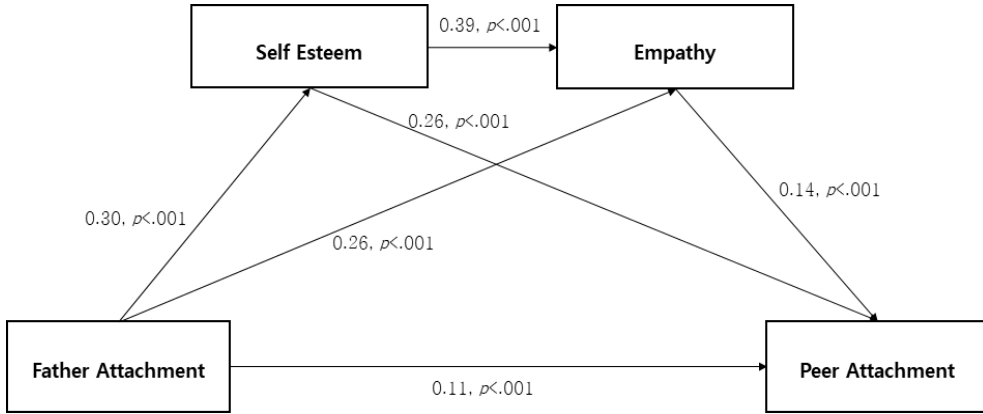 0.39, p<.001
Self Esteem
Empathy
0.26, p<.001
0.14, p<.001
0.30, p<.001
0.26, p<.001
Father Attachment
Peer Attachment
0.11, p<.001